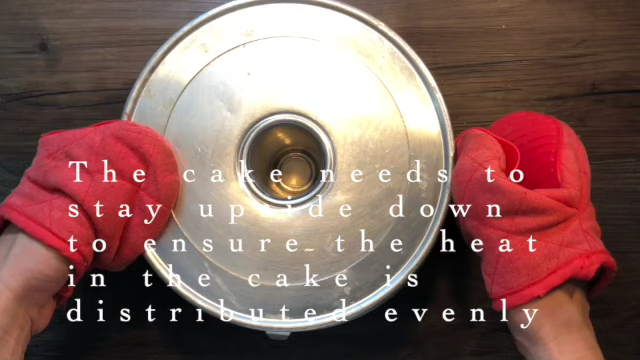 The cake needs to
stay upside down
to ensure the heat
in the cake is
distributed evenly